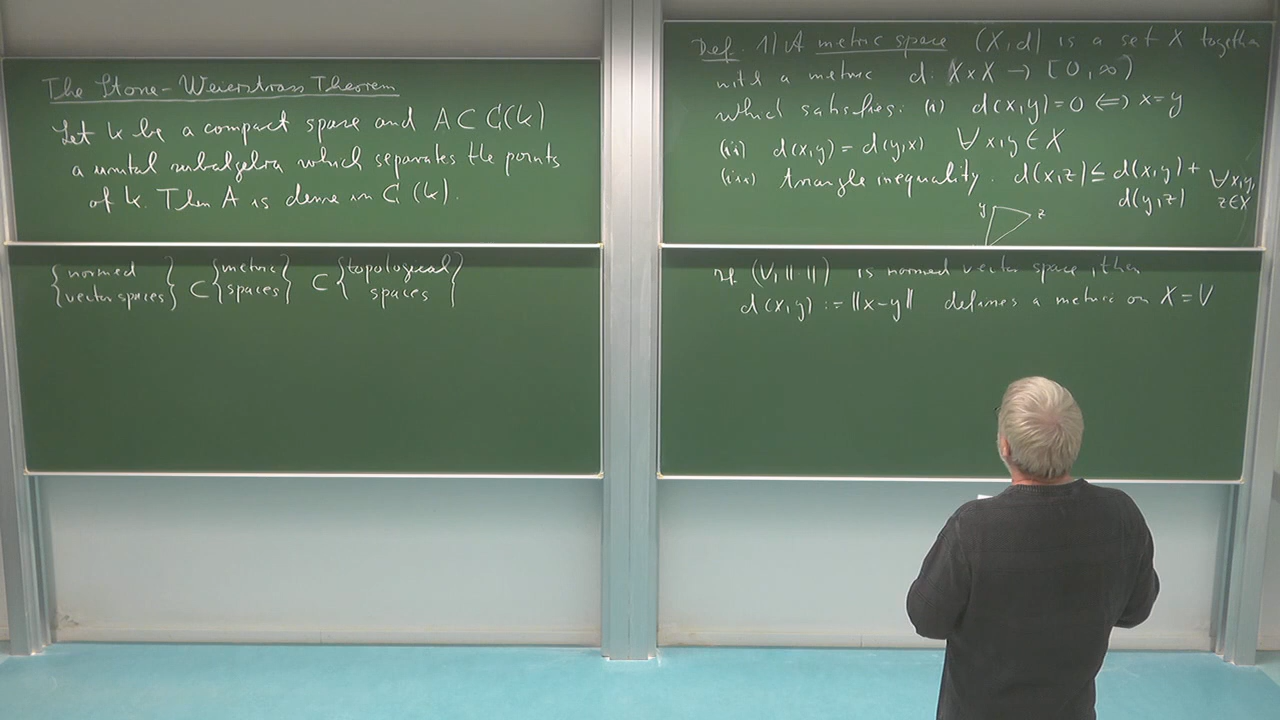 The Stone-Weierstrass Theorem
Let K be a compact space and A ⊂ C(K)
a unital subalgebra which separates the points
of K. Then A is dense in C(K).
{normed vector spaces} ⊂ {metric spaces} ⊂ {topological spaces}
Def. 1) A metric space (X,d) is a set X together
with a metric d: X×X → [0,∞)
which satisfies: (i) d(x,y)=0 ⟺ x=y
(ii) d(x,y) = d(y,x) ∀ x,y ∈ X
(iii) triangle inequality. d(x,z) ≤ d(x,y) + d(y,z) ∀x,y,z∈X
y z
If (V,‖·‖) is normed vector space, then
d(x,y) := ‖x-y‖ defines a metric on X=V